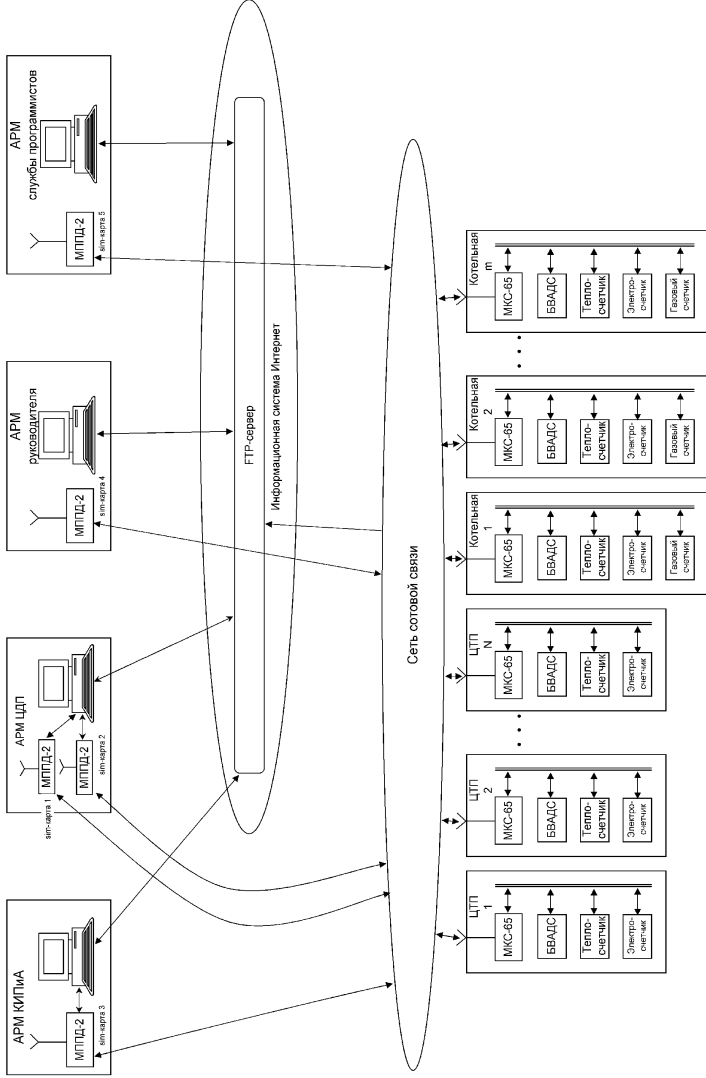 АРМ КИПиА
МППД-2
sim-карта 3
АРМ ЦДП
МППД-2
sim-карта 1
МППД-2
sim-карта 2
АРМ
руководителя
МППД-2
sim-карта 4
АРМ
службы программистов
МППД-2
sim-карта 5
FTP-сервер
Информационная система Интернет
Сеть сотовой связи
ЦТП
1
МКС-65
БВАДС
Тепло-
счетчик
Электро-
счетчик
ЦТП
2
МКС-65
БВАДС
Тепло-
счетчик
Электро-
счетчик
• • •
ЦТП
N
МКС-65
БВАДС
Тепло-
счетчик
Электро-
счетчик
Котельная
1
МКС-65
БВАДС
Тепло-
счетчик
Электро-
счетчик
Газовый
счетчик
Котельная
2
МКС-65
БВАДС
Тепло-
счетчик
Электро-
счетчик
Газовый
счетчик
• • •
Котельная
m
МКС-65
БВАДС
Тепло-
счетчик
Электро-
счетчик
Газовый
счетчик